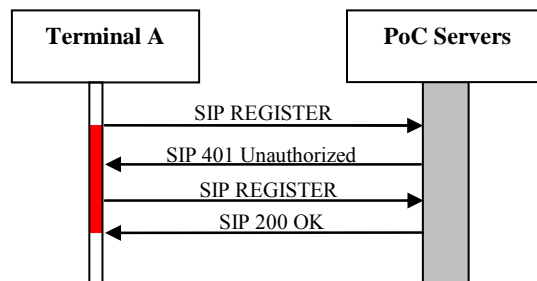 Terminal A
PoC Servers
SIP REGISTER
SIP 401 Unauthorized
SIP REGISTER
SIP 200 OK